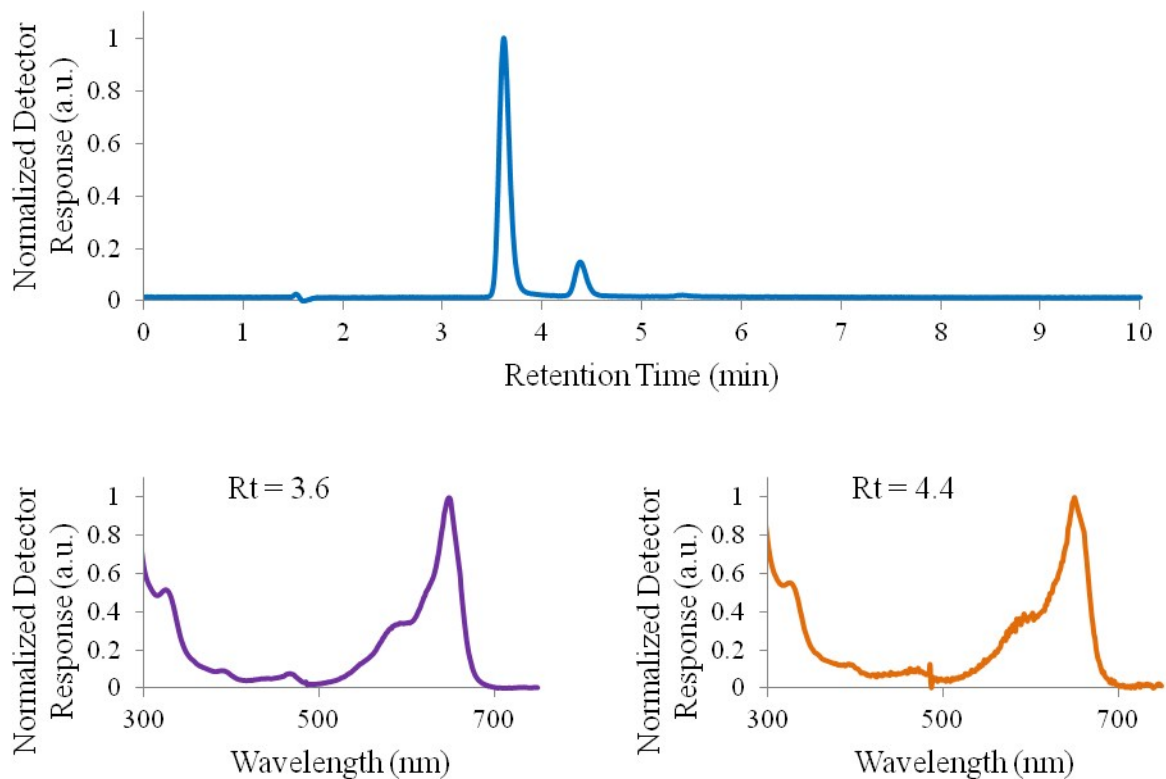 Normalized Detector
Response (a.u.)
1
0.8
0.6
0.4
0.2
0
0 1 2 3 4 5 6 7 8 9 10
Retention Time (min)
Normalized Detector
Response (a.u.)
Rt = 3.6
1
0.8
0.6
0.4
0.2
0
300 500 700
Wavelength (nm)
Normalized Detector
Response (a.u.)
Rt = 4.4
1
0.8
0.6
0.4
0.2
0
300 500 700
Wavelength (nm)